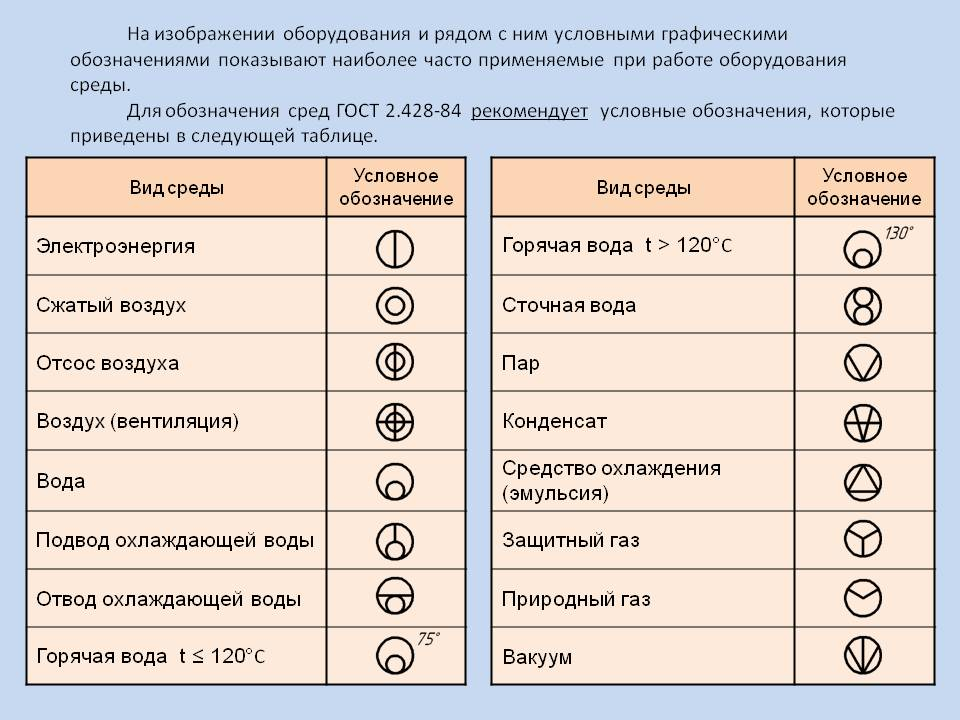 На изображении оборудования и рядом с ним условными графическими
обозначениями показывают наиболее часто применяемые при работе оборудования
среды.
Для обозначения сред ГОСТ 2.428-84 рекомендует условные обозначения, которые
приведены в следующей таблице.
Вид среды
Условное
обозначение
Электроэнергия
Сжатый воздух
Отсос воздуха
Воздух (вентиляция)
Вода
Подвод охлаждающей воды
Отвод охлаждающей воды
Горячая вода t ≤ 120°С
75°
Вид среды
Условное
обозначение
Горячая вода t > 120°С
130°
Сточная вода
Пар
Конденсат
Средство охлаждения
(эмульсия)
Защитный газ
Природный газ
Вакуум